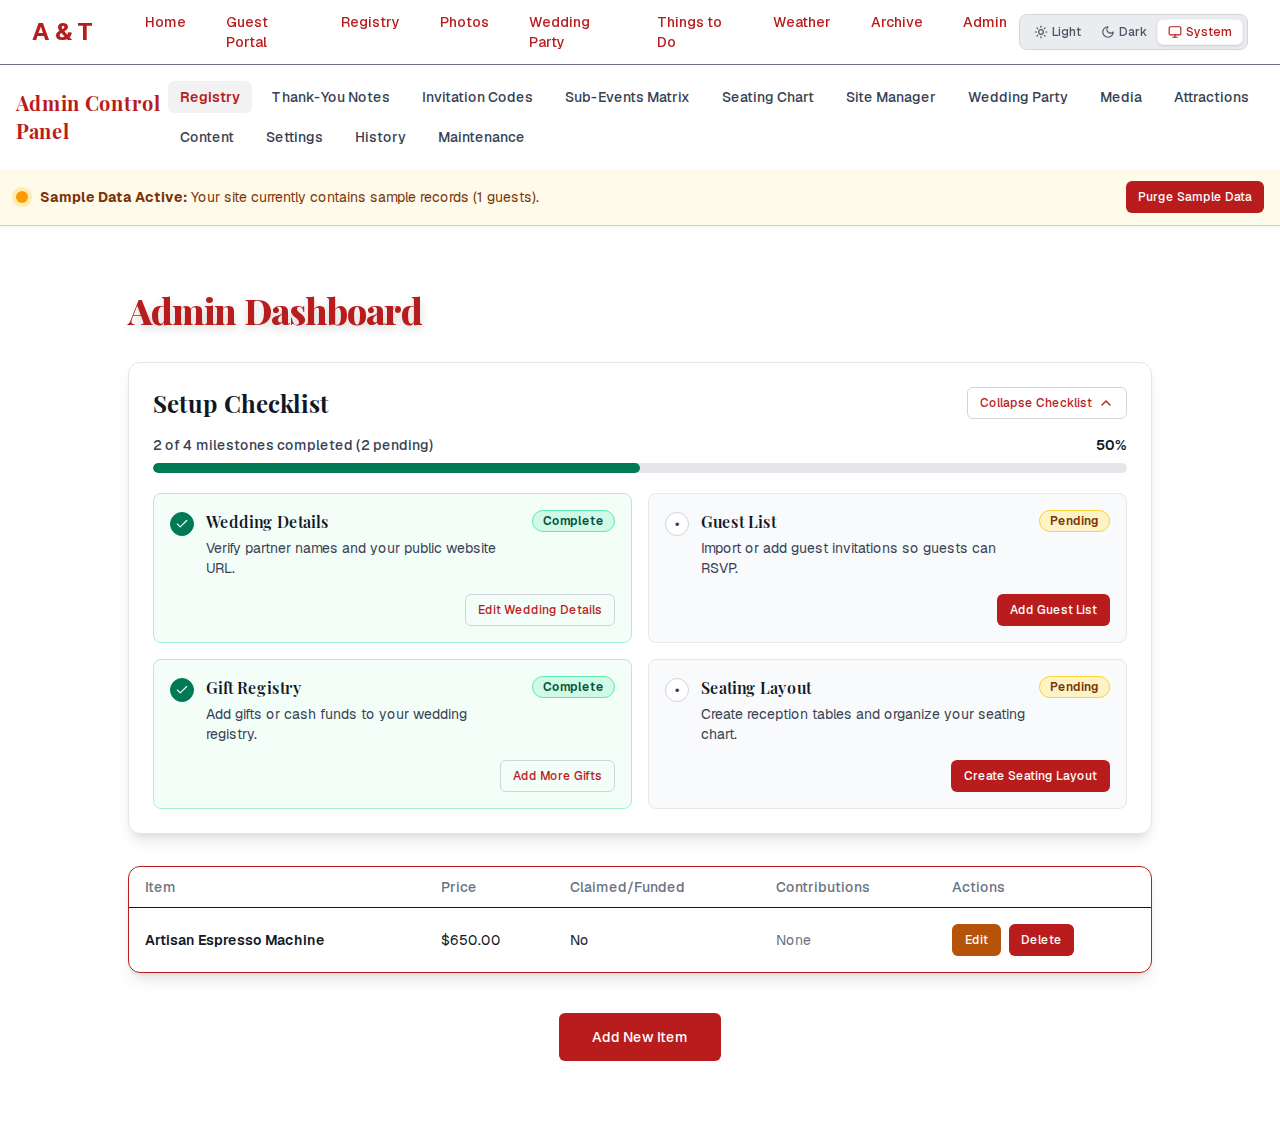 A & T
Home
Guest Portal
Registry
Photos
Wedding Party
Things to Do
Weather
Archive
Admin
Light
Dark
System
Admin Control Panel
Registry
Thank-You Notes
Invitation Codes
Sub-Events Matrix
Seating Chart
Site Manager
Wedding Party
Media
Attractions
Content
Settings
History
Maintenance
Sample Data Active: Your site currently contains sample records (1 guests).
Purge Sample Data
Admin Dashboard
Setup Checklist
Collapse Checklist
2 of 4 milestones completed (2 pending)
50%
Wedding Details
Complete
Verify partner names and your public website
URL.
Edit Wedding Details
Guest List
Pending
Import or add guest invitations so guests can
RSVP.
Add Guest List
Gift Registry
Complete
Add gifts or cash funds to your wedding
registry.
Add More Gifts
Seating Layout
Pending
Create reception tables and organize your seating
chart.
Create Seating Layout
Item Price Claimed/Funded Contributions Actions
Artisan Espresso Machine $650.00 No None Edit Delete
Add New Item